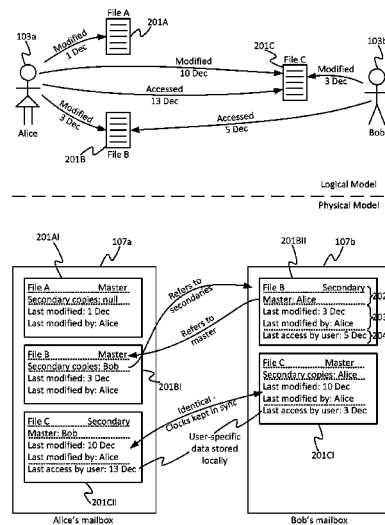 File A
201A
103a
Modified
1 Dec
201C
File C
103b
Modified
10 Dec
Modified
3 Dec
Accessed
13 Dec
Alice
Modified
3 Dec
Accessed
5 Dec
Bob
201B
File B
Logical Model
Physical Model
201AI
107a
201BII
107b
File A Master
Secondary copies: null
Last modified: 1 Dec
Last modified by: Alice
Refers to
secondaries
File B Secondary
Master: Alice
Last modified: 3 Dec
Last modified by: Alice
Last access by user: 5 Dec
202
203
204
Refers to
master
File B Master
Secondary copies: Bob
Last modified: 3 Dec
Last modified by: Alice
201BI
File C Master
Secondary copies: Alice
Last modified: 10 Dec
Last modified by: Alice
Last access by user: 3 Dec
201CI
Identical -
Clocks kept in sync
File C Secondary
Master: Bob
Last modified: 10 Dec
Last modified by: Alice
Last access by user: 13 Dec
201CII
User-specific
data stored
locally
Alice's mailbox
Bob's mailbox